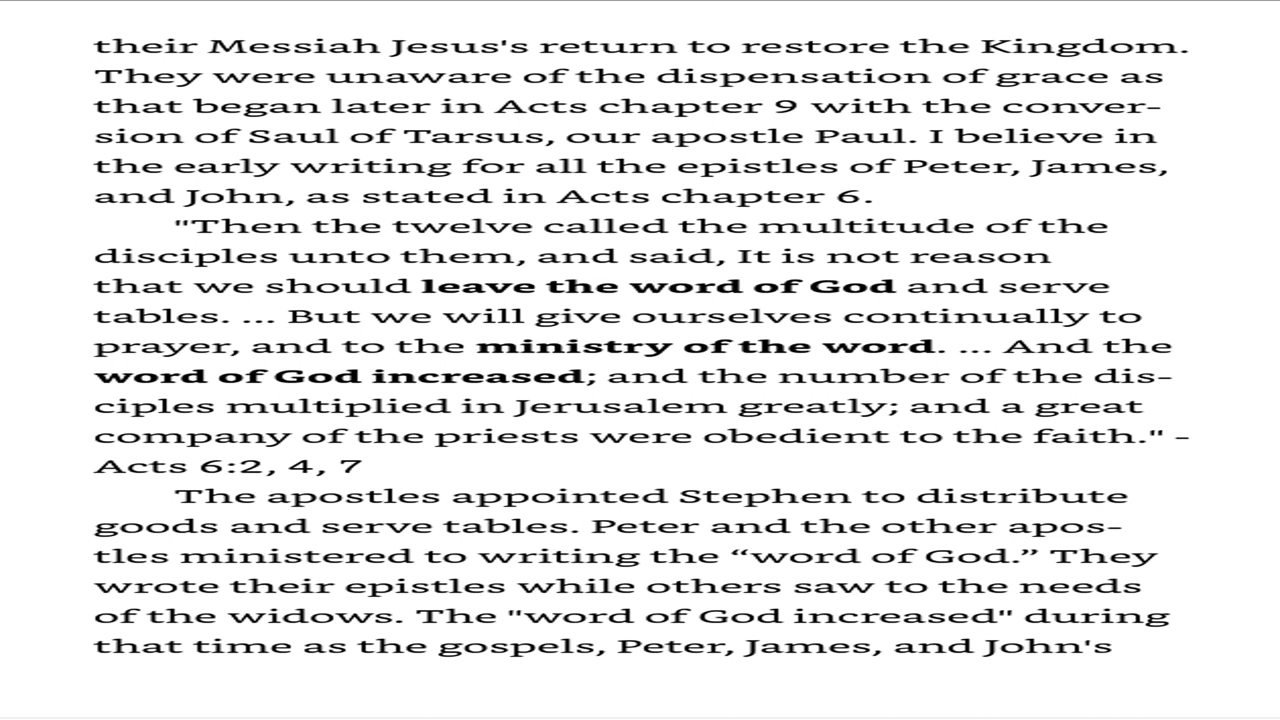 their Messiah Jesus's return to restore the Kingdom.
They were unaware of the dispensation of grace as
that began later in Acts chapter 9 with the conver-
sion of Saul of Tarsus, our apostle Paul. I believe in
the early writing for all the epistles of Peter, James,
and John, as stated in Acts chapter 6.
"Then the twelve called the multitude of the
disciples unto them, and said, It is not reason
that we should leave the word of God and serve
tables. ... But we will give ourselves continually to
prayer, and to the ministry of the word. ... And the
word of God increased; and the number of the dis-
ciples multiplied in Jerusalem greatly; and a great
company of the priests were obedient to the faith." -
Acts 6:2, 4, 7
The apostles appointed Stephen to distribute
goods and serve tables. Peter and the other apos-
tles ministered to writing the “word of God.” They
wrote their epistles while others saw to the needs
of the widows. The "word of God increased" during
that time as the gospels, Peter, James, and John's